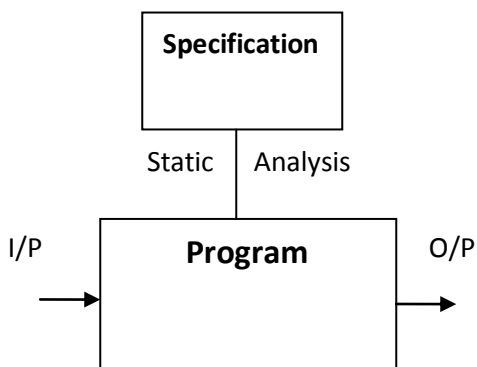 Specification
Static Analysis
I/P
Program
O/P